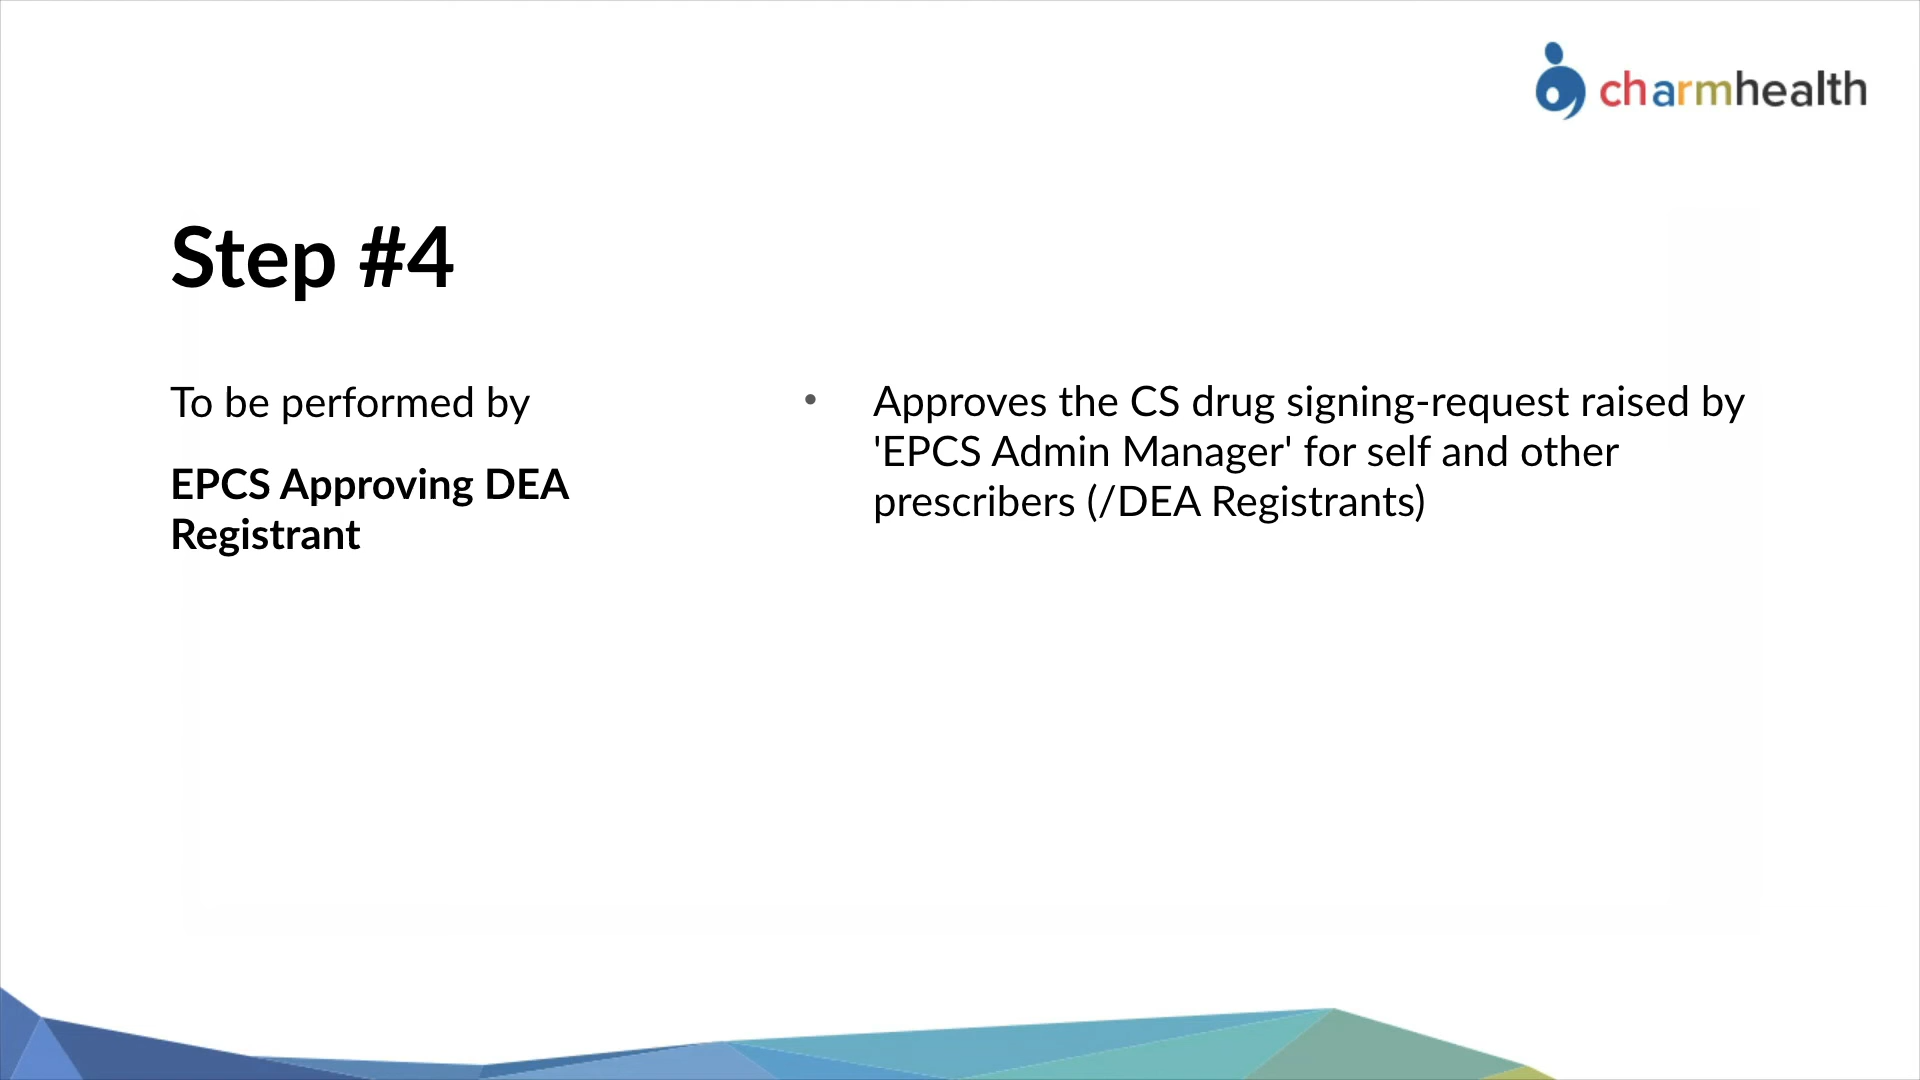 charmhealth
Step #4
To be performed by
EPCS Approving DEA
Registrant
• Approves the CS drug signing-request raised by
'EPCS Admin Manager' for self and other
prescribers (/DEA Registrants)